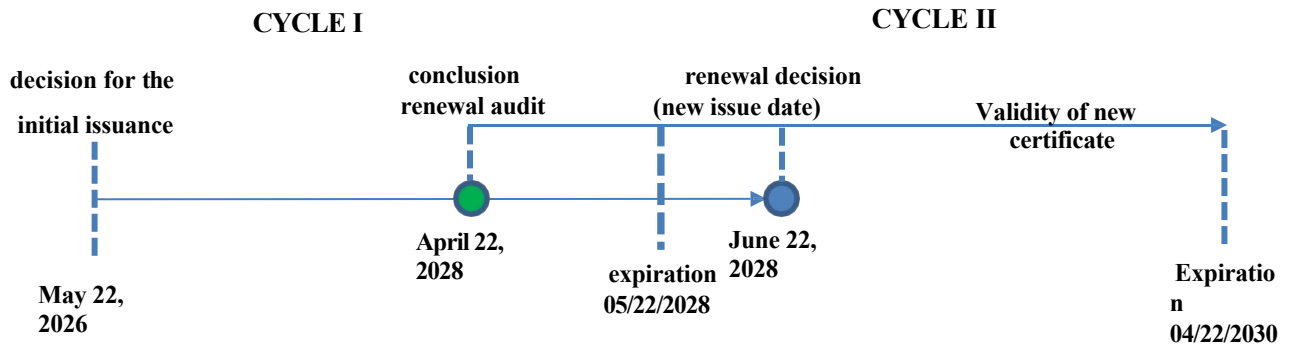 CYCLE I
CYCLE II
decision for the
initial issuance
conclusion
renewal audit
renewal decision
(new issue date)
Validity of new
certificate
April 22,
2028
June 22,
2028
expiration
05/22/2028
May 22,
2026
Expiratio
n
04/22/2030